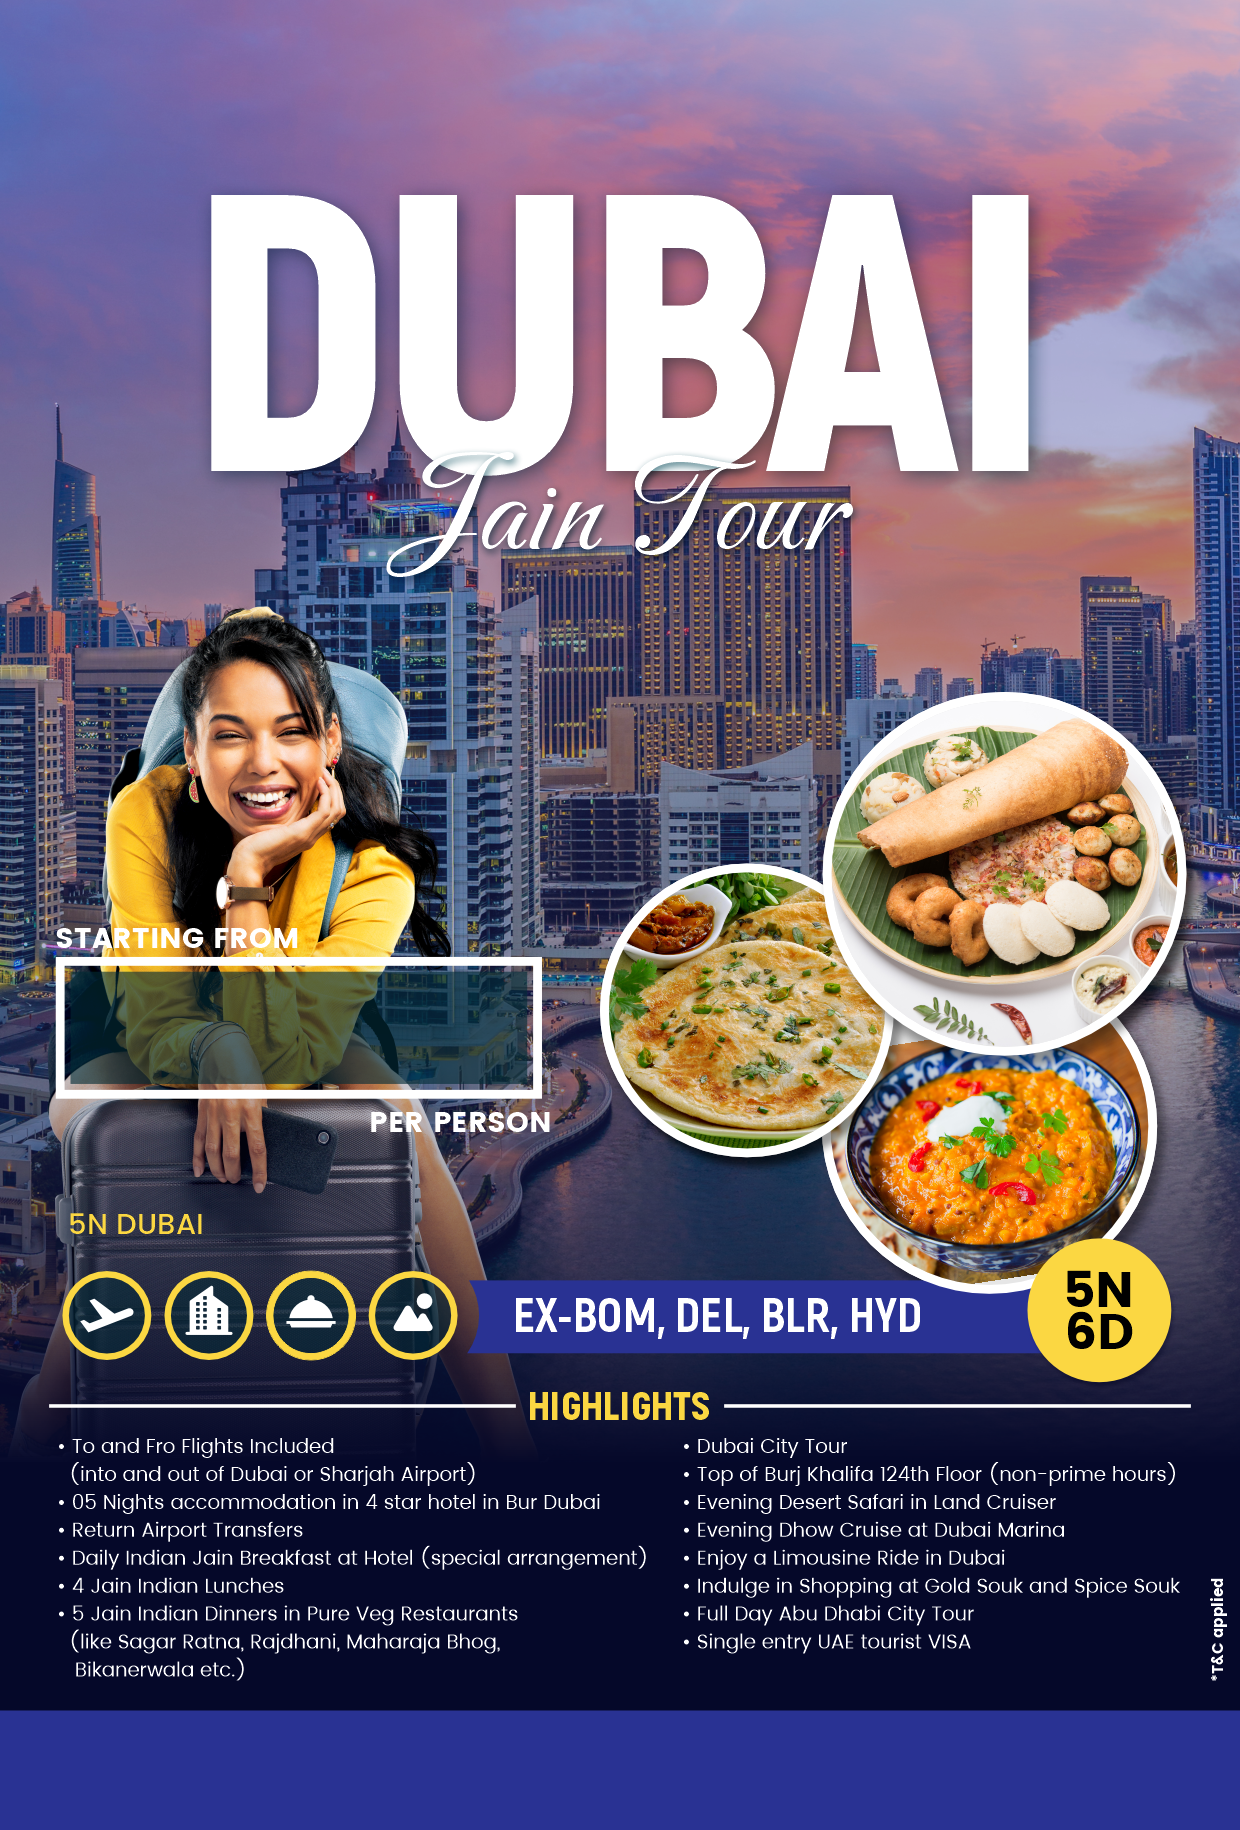 DUBAI
Jain Tour
STARTING FROM
PER PERSON
5N DUBAI
EX-BOM, DEL, BLR, HYD
5N
6D
HIGHLIGHTS
• To and Fro Flights Included
(into and out of Dubai or Sharjah Airport)
• 05 Nights accommodation in 4 star hotel in Bur Dubai
• Return Airport Transfers
• Daily Indian Jain Breakfast at Hotel (special arrangement)
• 4 Jain Indian Lunches
• 5 Jain Indian Dinners in Pure Veg Restaurants
(like Sagar Ratna, Rajdhani, Maharaja Bhog,
Bikanerwala etc.)
• Dubai City Tour
• Top of Burj Khalifa 124th Floor (non-prime hours)
• Evening Desert Safari in Land Cruiser
• Evening Dhow Cruise at Dubai Marina
• Enjoy a Limousine Ride in Dubai
• Indulge in Shopping at Gold Souk and Spice Souk
• Full Day Abu Dhabi City Tour
• Single entry UAE tourist VISA
*T&C applied